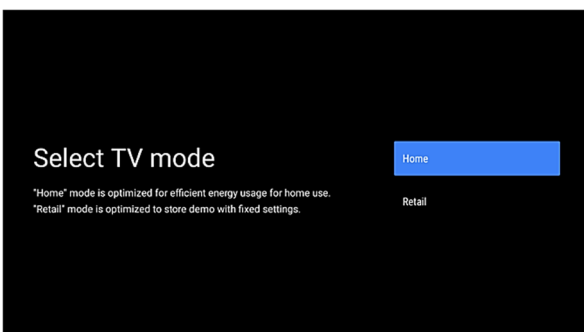 Select TV mode
"Home" mode is optimized for efficient energy usage for home use.
"Retail" mode is optimized to store demo with fixed settings.
Home
Retail